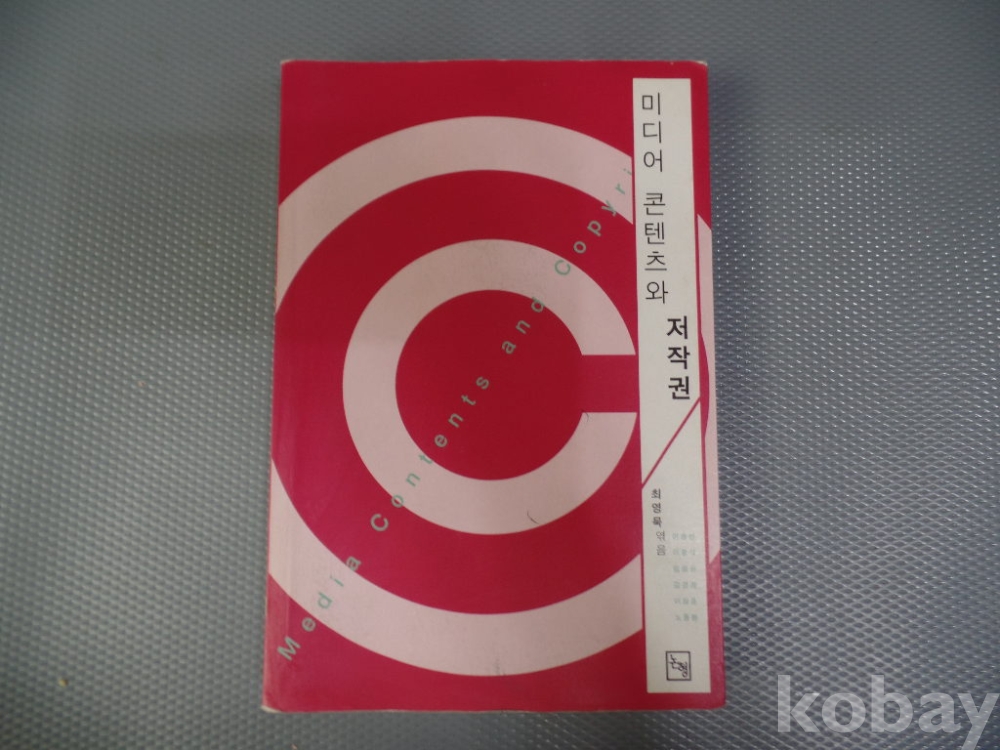 미디어 콘텐츠와
저작권
Media Contents and Copyri
최영묵 엮음
kobay